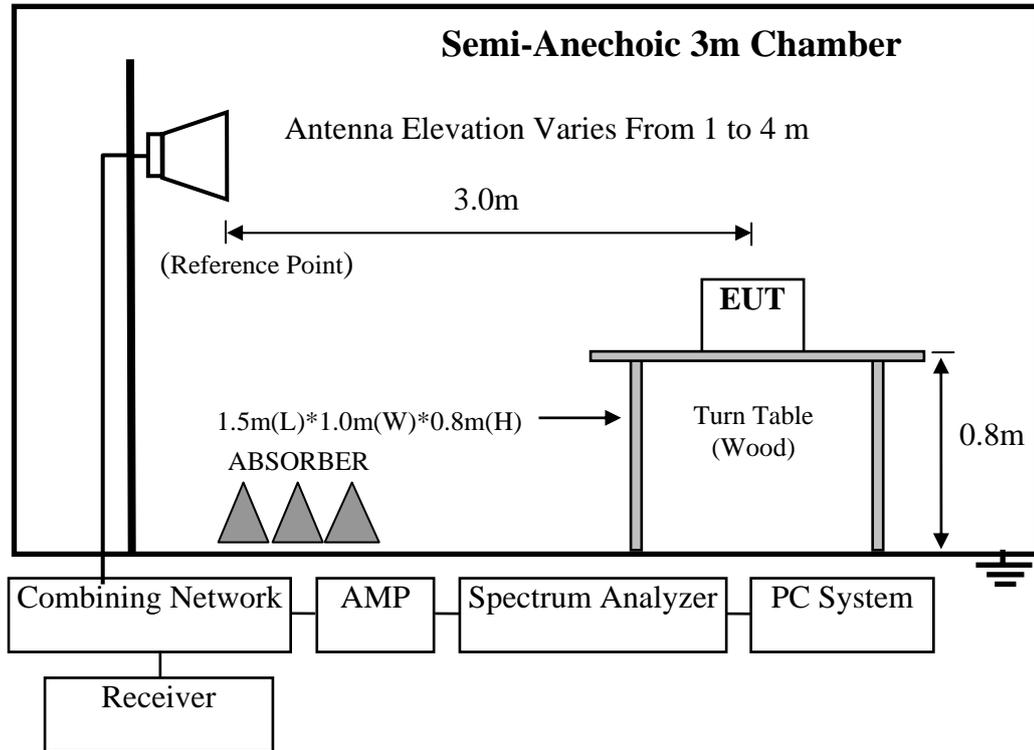 Semi-Anechoic 3m Chamber
Antenna Elevation Varies From 1 to 4 m
3.0m
(Reference Point)
EUT
1.5m(L)*1.0m(W)*0.8m(H)
Turn Table
(Wood)
0.8m
ABSORBER
Combining Network
AMP
Spectrum Analyzer
PC System
Receiver